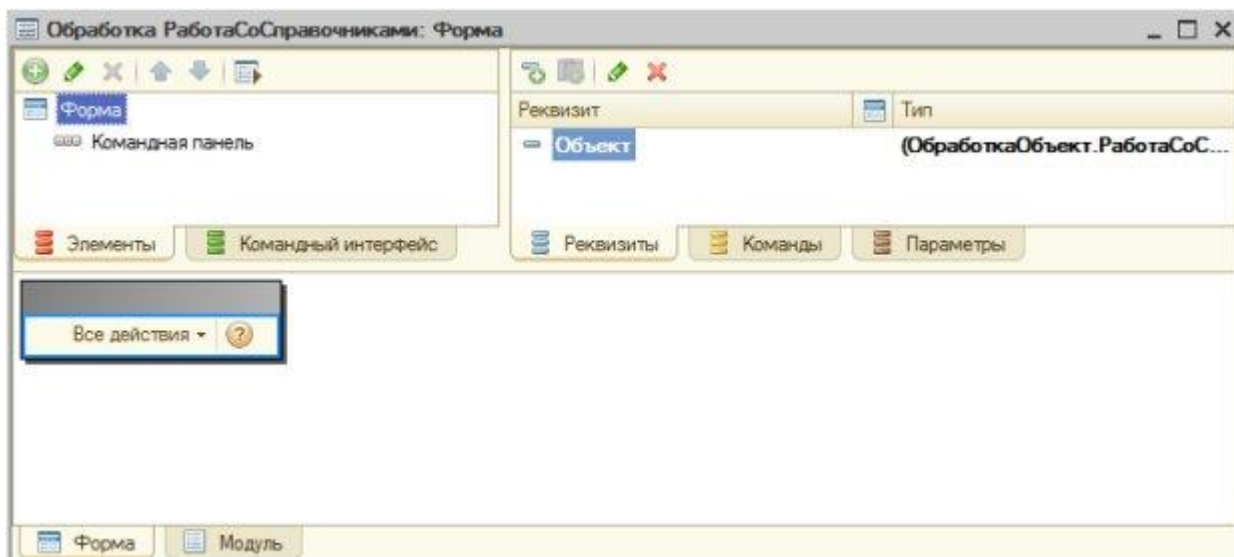 Обработка РаботаСоСправочниками: Форма
Форма
Командная панель
Элементы
Командный интерфейс
Реквизит
Тип
Объект
(ОбработкаОбъект.РаботаСоС...
Реквизиты
Команды
Параметры
Все действия
?
Форма
Модуль